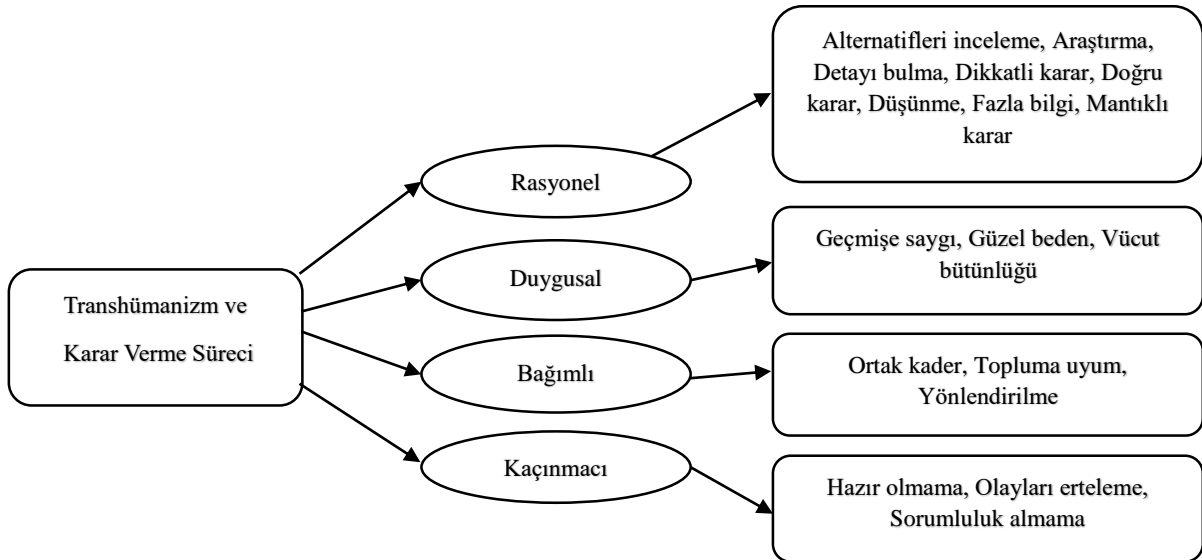 Transhümanizm ve
Karar Verme Süreci
Rasyonel
Alternatifleri inceleme, Araştırma,
Detayı bulma, Dikkatli karar, Doğru
karar, Düşünme, Fazla bilgi, Mantıklı
karar
Duygusal
Geçmişe saygı, Güzel beden, Vücut
bütünlüğü
Bağımlı
Ortak kader, Topluma uyum,
Yönlendirilme
Kaçınmacı
Hazır olmama, Olayları erteleme,
Sorumluluk almama